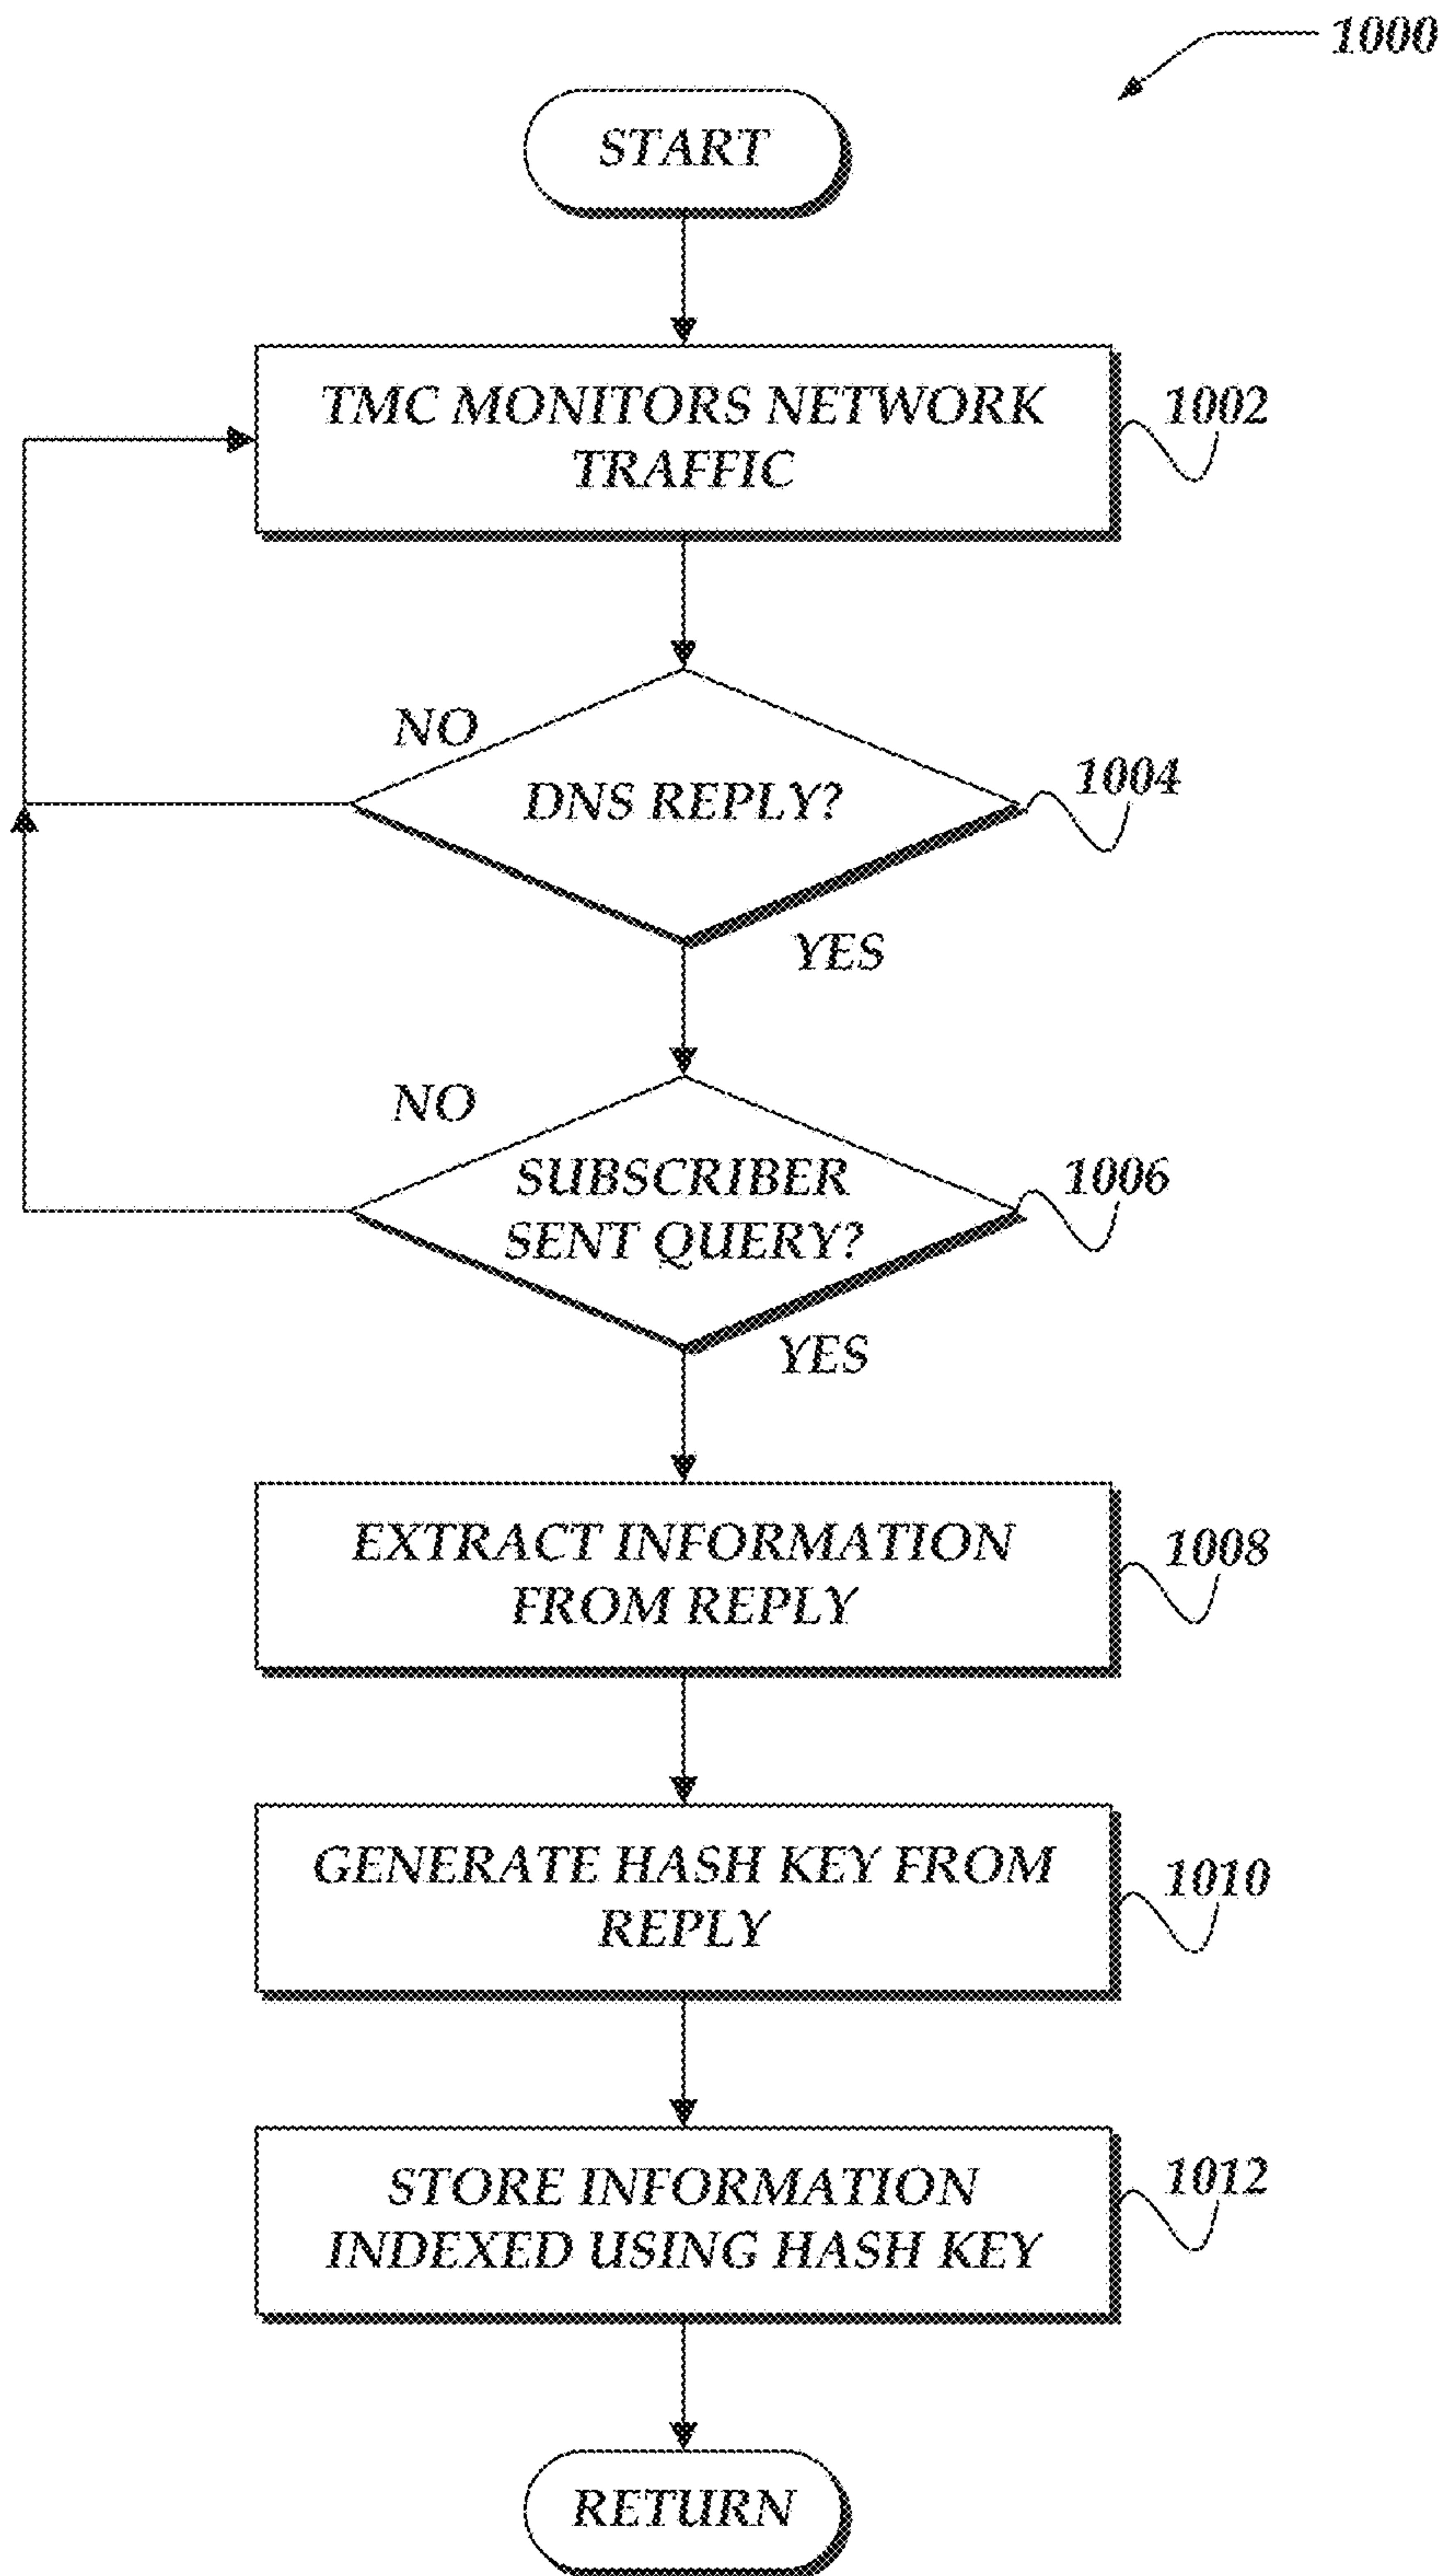 1000
START
TMC MONITORS NETWORK
TRAFFIC
1002
NO
DNS REPLY?
1004
YES
NO
SUBSCRIBER
SENT QUERY?
1006
YES
EXTRACT INFORMATION
FROM REPLY
1008
GENERATE HASH KEY FROM
REPLY
1010
STORE INFORMATION
INDEXED USING HASH KEY
1012
RETURN